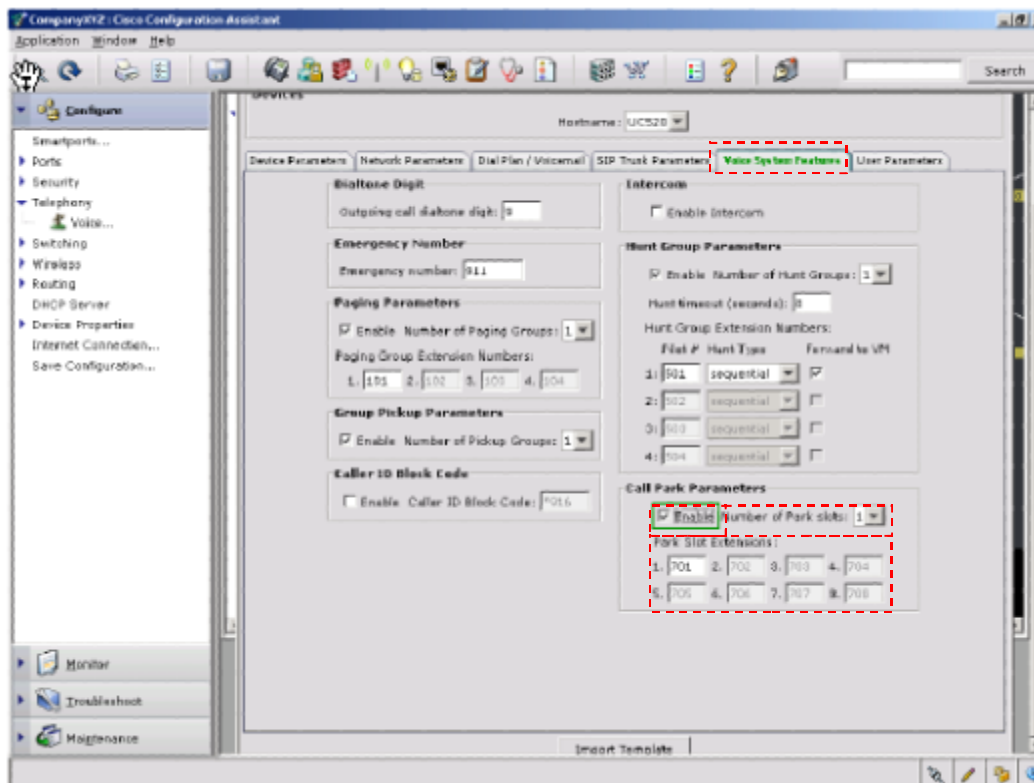 CompanyXYZ : Cisco Configuration Assistant
Application Window Help
Search
Configure
Smartports...
Ports
Security
Telephony
Voice...
Switching
Wireless
Routing
DHCP Server
Device Properties
Internet Connection...
Save Configuration...
Monitor
Troubleshoot
Maintenance
Devices
Hostname: UC520
Device Parameters Network Parameters Dial Plan / Voicemail SIP Trunk Parameters Voice System Features User Parameters
Dialtone Digit
Outgoing call dialtone digit: 9
Emergency Number
Emergency number: 911
Paging Parameters
Enable Number of Paging Groups: 1
Paging Group Extension Numbers:
1. 101 2. 102 3. 103 4. 104
Group Pickup Parameters
Enable Number of Pickup Groups: 1
Caller ID Block Code
Enable Caller ID Block Code:
Intercom
Enable Intercom
Hunt Group Parameters
Enable Number of Hunt Groups: 1
Hunt timeout (seconds): 8
Hunt Group Extension Numbers:
Pilot # Hunt Type Forward to VM
1: 501 sequential
2: 502 sequential
3: 503 sequential
4: 504 sequential
Call Park Parameters
Enable Number of Park slots: 1
Park Slot Extensions:
1. 701 2. 702 3. 703 4. 704
5. 705 6. 706 7. 707 8. 708
Import Template